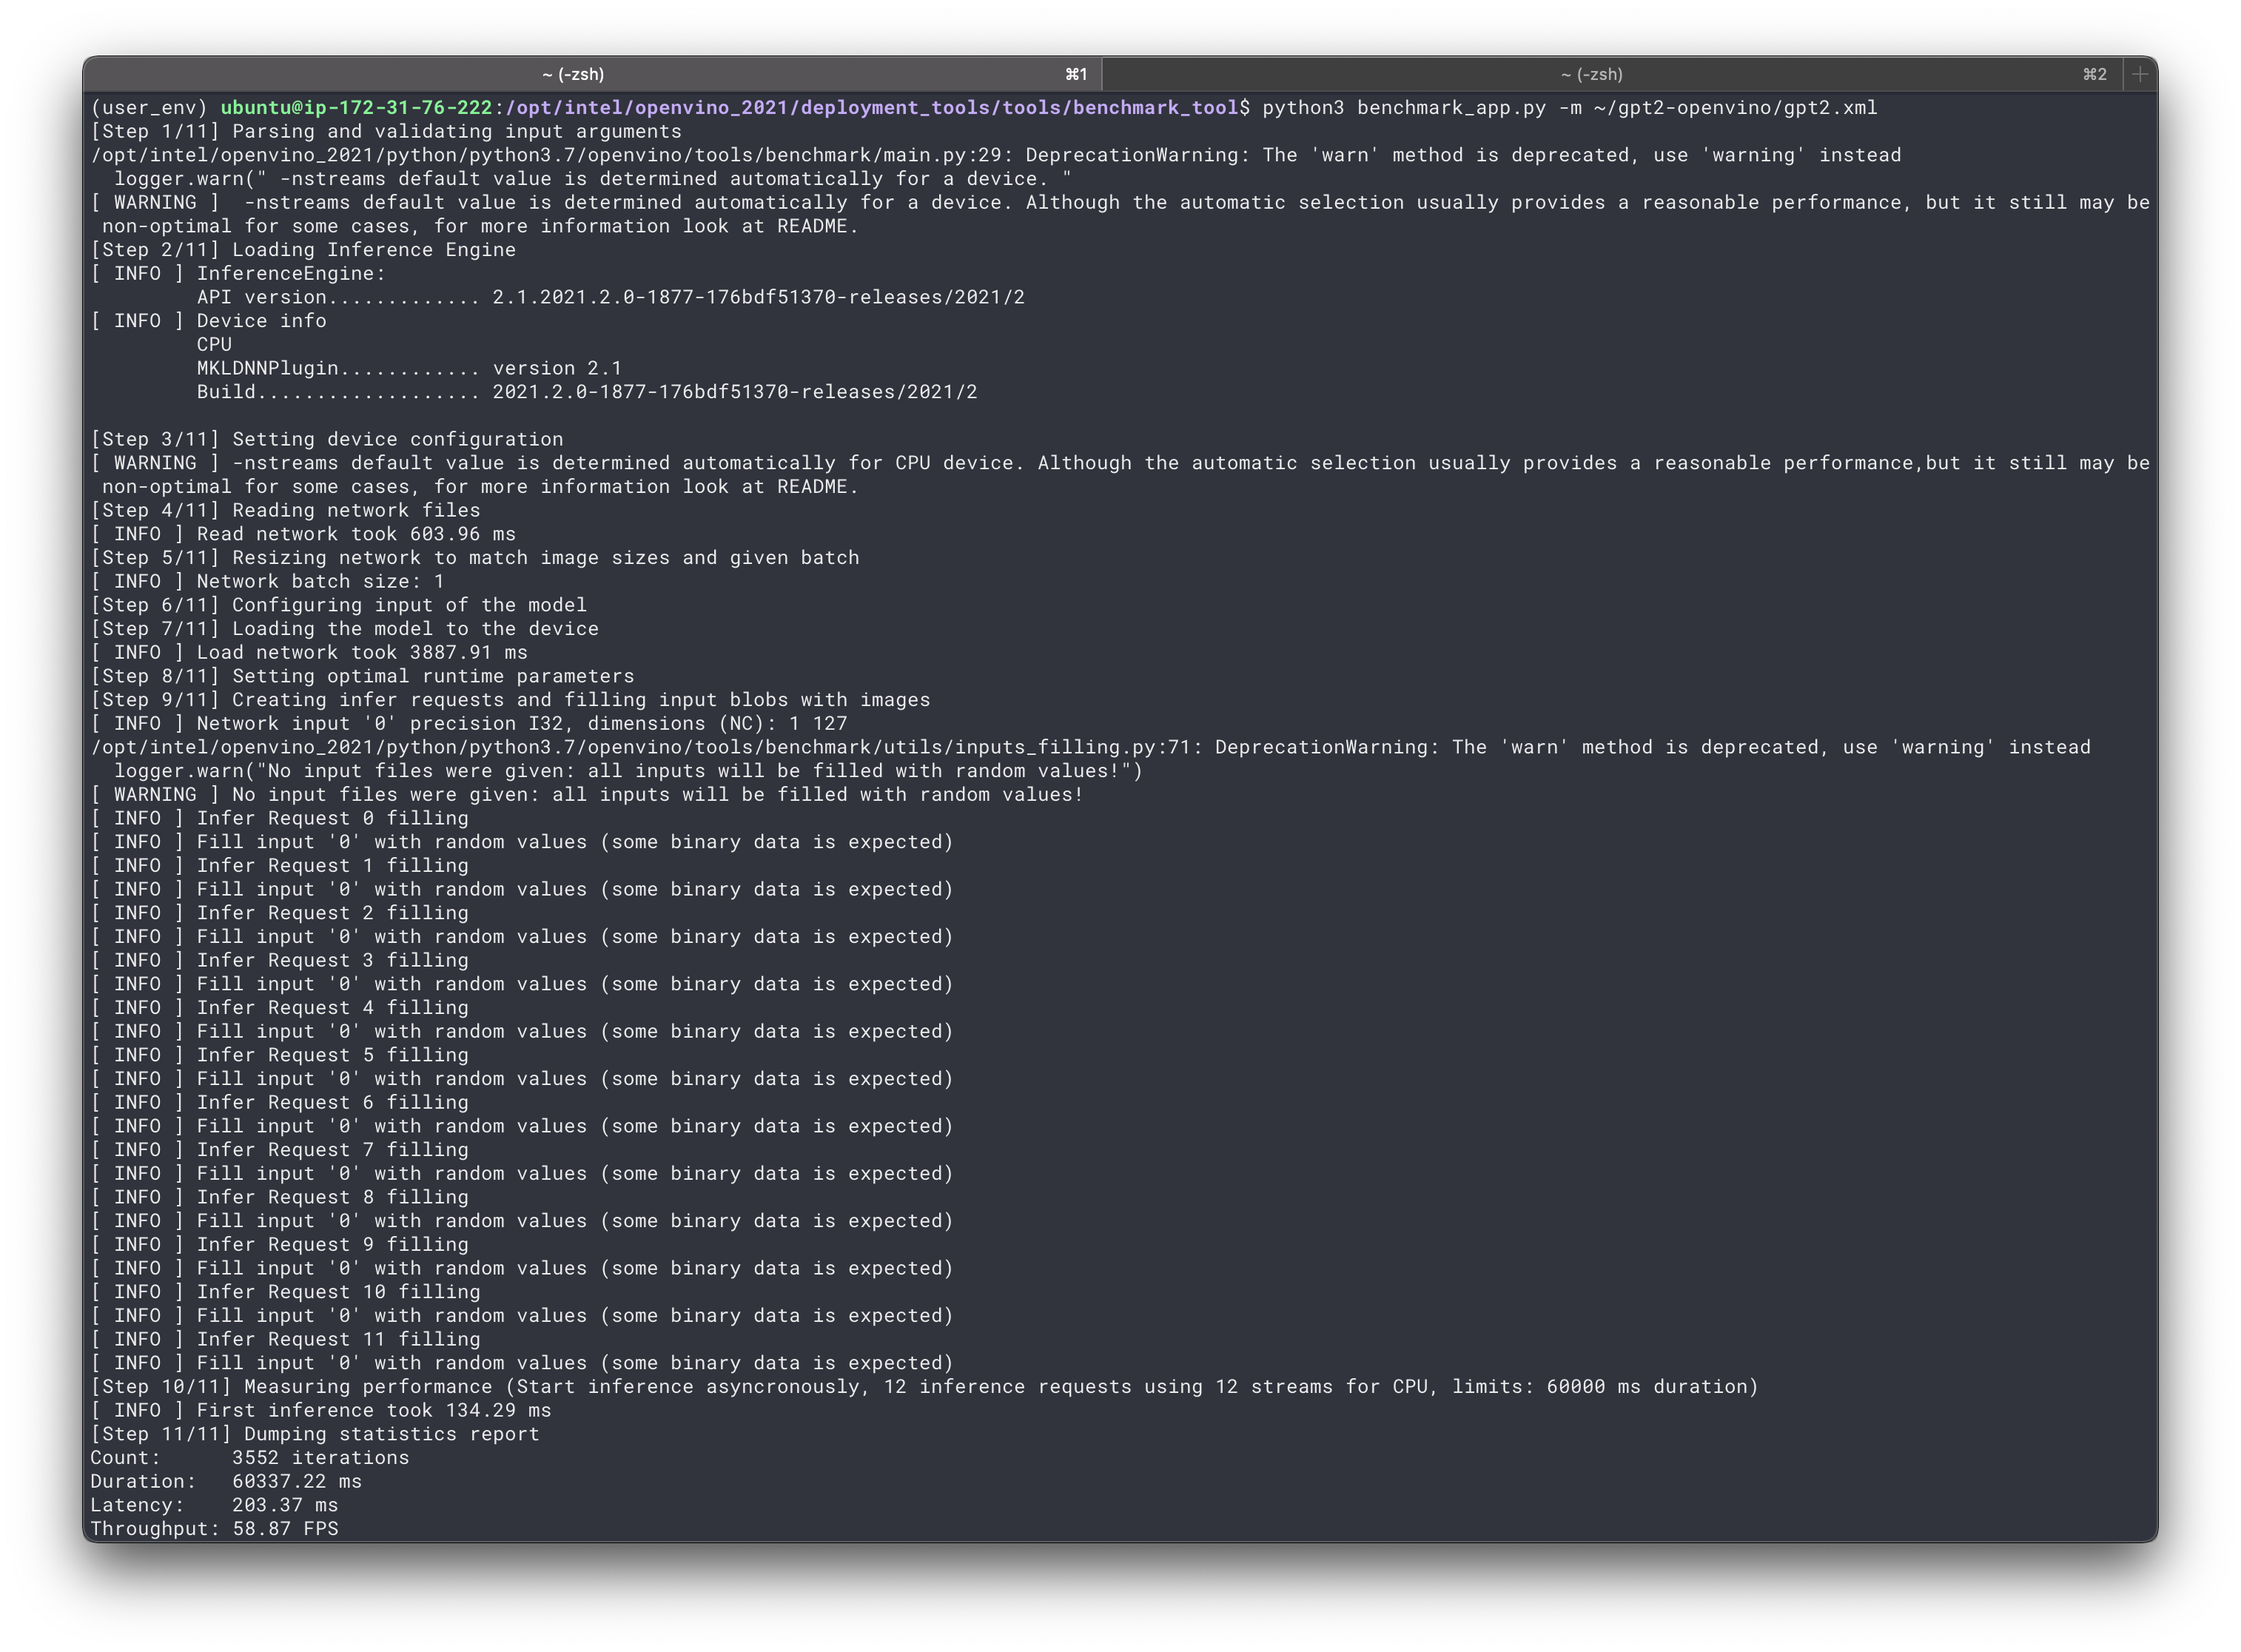 ~ (-zsh) ⌘1 ~ (-zsh) ⌘2 +
(user_env) ubuntu@ip-172-31-76-222:/opt/intel/openvino_2021/deployment_tools/tools/benchmark_tool$ python3 benchmark_app.py -m ~/gpt2-openvino/gpt2.xml
[Step 1/11] Parsing and validating input arguments
/opt/intel/openvino_2021/python/python3.7/openvino/tools/benchmark/main.py:29: DeprecationWarning: The 'warn' method is deprecated, use 'warning' instead
  logger.warn(" -nstreams default value is determined automatically for a device. "
[ WARNING ]  -nstreams default value is determined automatically for a device. Although the automatic selection usually provides a reasonable performance, but it still may be
 non-optimal for some cases, for more information look at README.
[Step 2/11] Loading Inference Engine
[ INFO ] InferenceEngine:
         API version............. 2.1.2021.2.0-1877-176bdf51370-releases/2021/2
[ INFO ] Device info
         CPU
         MKLDNNPlugin............ version 2.1
         Build................... 2021.2.0-1877-176bdf51370-releases/2021/2
[Step 3/11] Setting device configuration
[ WARNING ] -nstreams default value is determined automatically for CPU device. Although the automatic selection usually provides a reasonable performance,but it still may be
 non-optimal for some cases, for more information look at README.
[Step 4/11] Reading network files
[ INFO ] Read network took 603.96 ms
[Step 5/11] Resizing network to match image sizes and given batch
[ INFO ] Network batch size: 1
[Step 6/11] Configuring input of the model
[Step 7/11] Loading the model to the device
[ INFO ] Load network took 3887.91 ms
[Step 8/11] Setting optimal runtime parameters
[Step 9/11] Creating infer requests and filling input blobs with images
[ INFO ] Network input '0' precision I32, dimensions (NC): 1 127
/opt/intel/openvino_2021/python/python3.7/openvino/tools/benchmark/utils/inputs_filling.py:71: DeprecationWarning: The 'warn' method is deprecated, use 'warning' instead
  logger.warn("No input files were given: all inputs will be filled with random values!")
[ WARNING ] No input files were given: all inputs will be filled with random values!
[ INFO ] Infer Request 0 filling
[ INFO ] Fill input '0' with random values (some binary data is expected)
[ INFO ] Infer Request 1 filling
[ INFO ] Fill input '0' with random values (some binary data is expected)
[ INFO ] Infer Request 2 filling
[ INFO ] Fill input '0' with random values (some binary data is expected)
[ INFO ] Infer Request 3 filling
[ INFO ] Fill input '0' with random values (some binary data is expected)
[ INFO ] Infer Request 4 filling
[ INFO ] Fill input '0' with random values (some binary data is expected)
[ INFO ] Infer Request 5 filling
[ INFO ] Fill input '0' with random values (some binary data is expected)
[ INFO ] Infer Request 6 filling
[ INFO ] Fill input '0' with random values (some binary data is expected)
[ INFO ] Infer Request 7 filling
[ INFO ] Fill input '0' with random values (some binary data is expected)
[ INFO ] Infer Request 8 filling
[ INFO ] Fill input '0' with random values (some binary data is expected)
[ INFO ] Infer Request 9 filling
[ INFO ] Fill input '0' with random values (some binary data is expected)
[ INFO ] Infer Request 10 filling
[ INFO ] Fill input '0' with random values (some binary data is expected)
[ INFO ] Infer Request 11 filling
[ INFO ] Fill input '0' with random values (some binary data is expected)
[Step 10/11] Measuring performance (Start inference asyncronously, 12 inference requests using 12 streams for CPU, limits: 60000 ms duration)
[ INFO ] First inference took 134.29 ms
[Step 11/11] Dumping statistics report
Count:      3552 iterations
Duration:   60337.22 ms
Latency:    203.37 ms
Throughput: 58.87 FPS